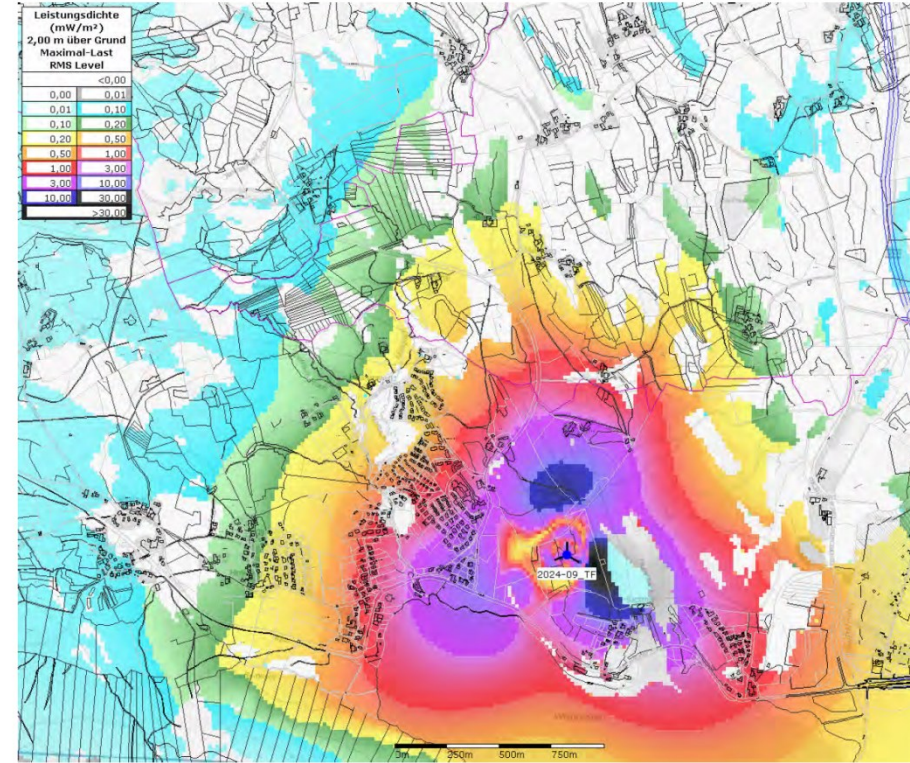 Leistungsdichte
(mW/m²)
2,00 m über Grund
Maximal-Last
RMS Level
<0,00
0,00 0,01
0,01 0,10
0,10 0,20
0,20 0,50
0,50 1,00
1,00 3,00
3,00 10,00
10,00 30,00
>30,00
2024-09_TF
0m 250m 500m 750m